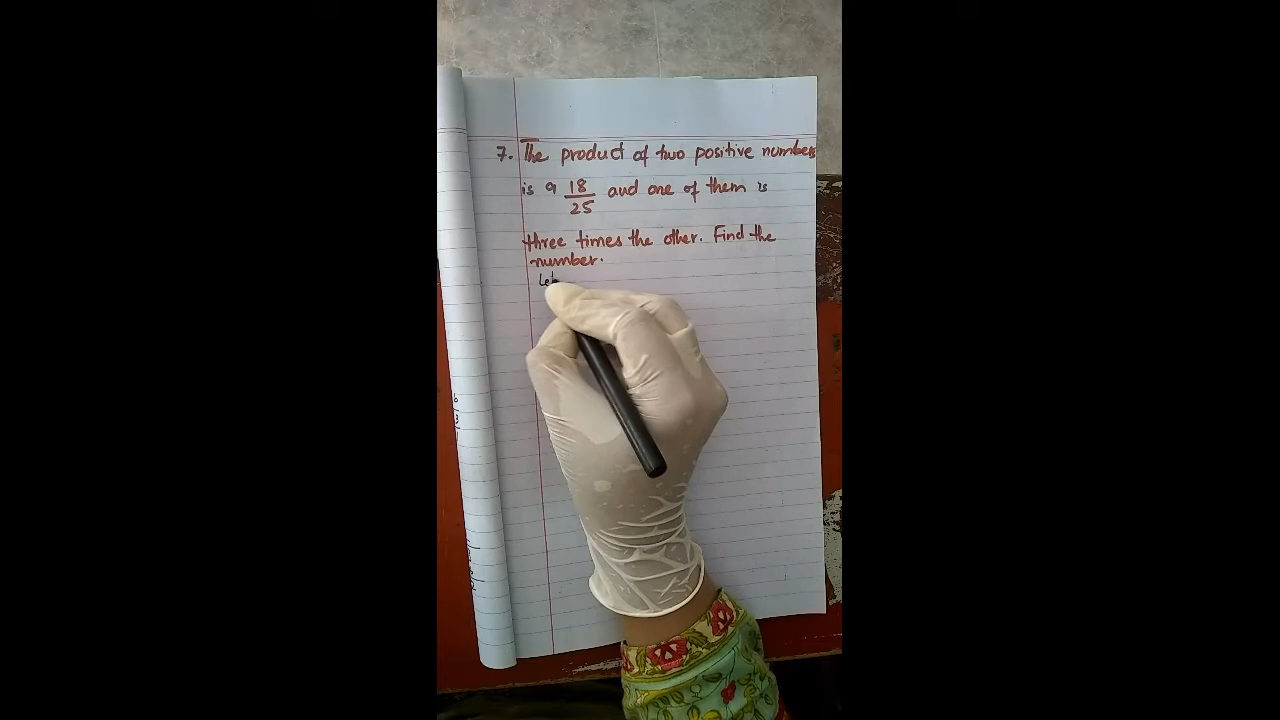 7. The product of two positive numbers
is 9 18/25 and one of them is
three times the other. Find the
number.
Let